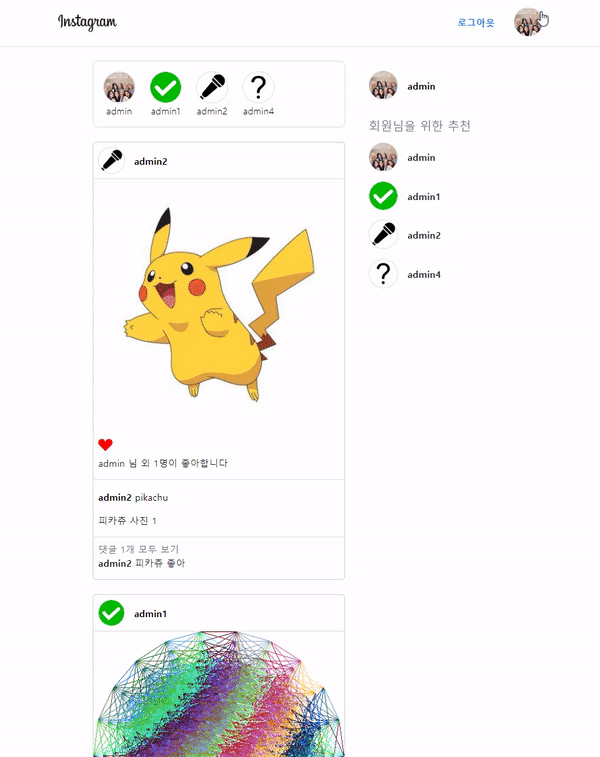 Instagram
로그아웃
admin
admin1
admin2
admin4
admin
회원님을 위한 추천
admin
admin1
admin2
admin4
admin2
admin 님 외 1명이 좋아합니다
admin2 pikachu
피카쥬 사진 1
댓글 1개 모두 보기
admin2 피카쥬 좋아
admin1